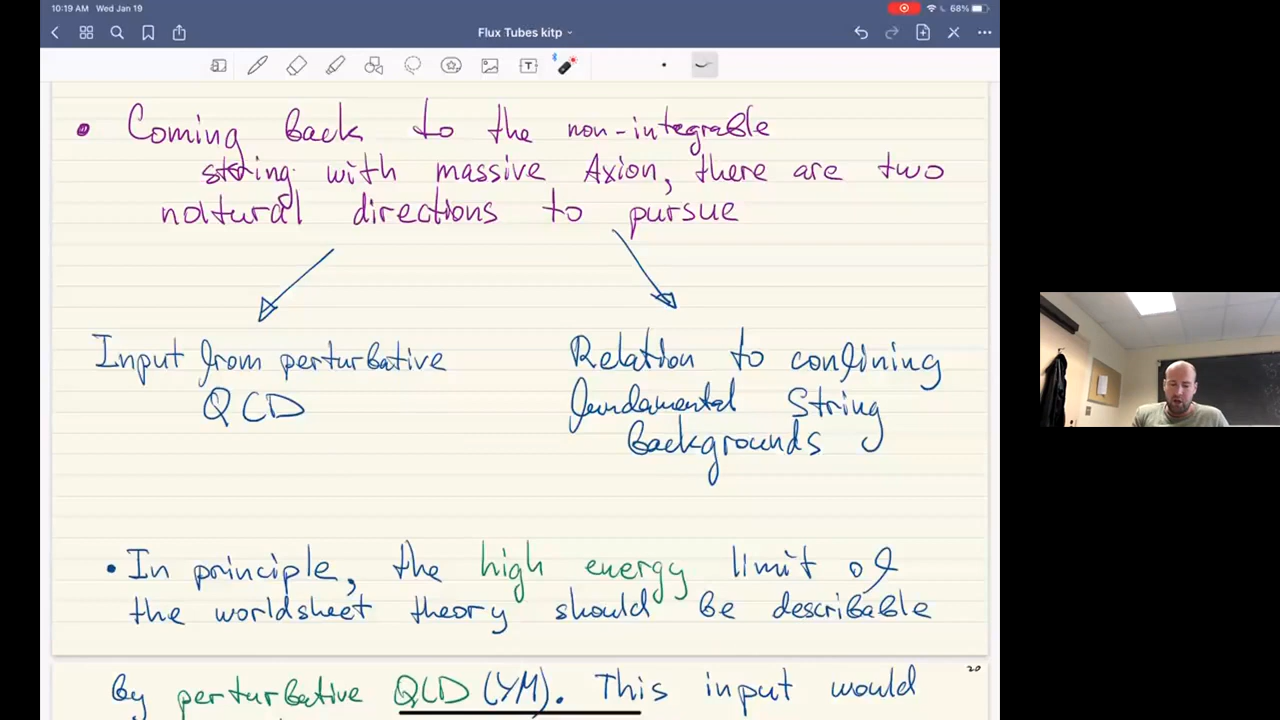 10:19 AM Wed Jan 19
68%
Flux Tubes kitp
• Coming back to the non-integrable
string with massive Axion, there are two
natural directions to pursue
Input from perturbative
QCD
Relation to confining
fundamental String
Backgrounds
• In principle, the high energy limit of
the worldsheet theory should be describable
20
by perturbative QCD (YM). This input would